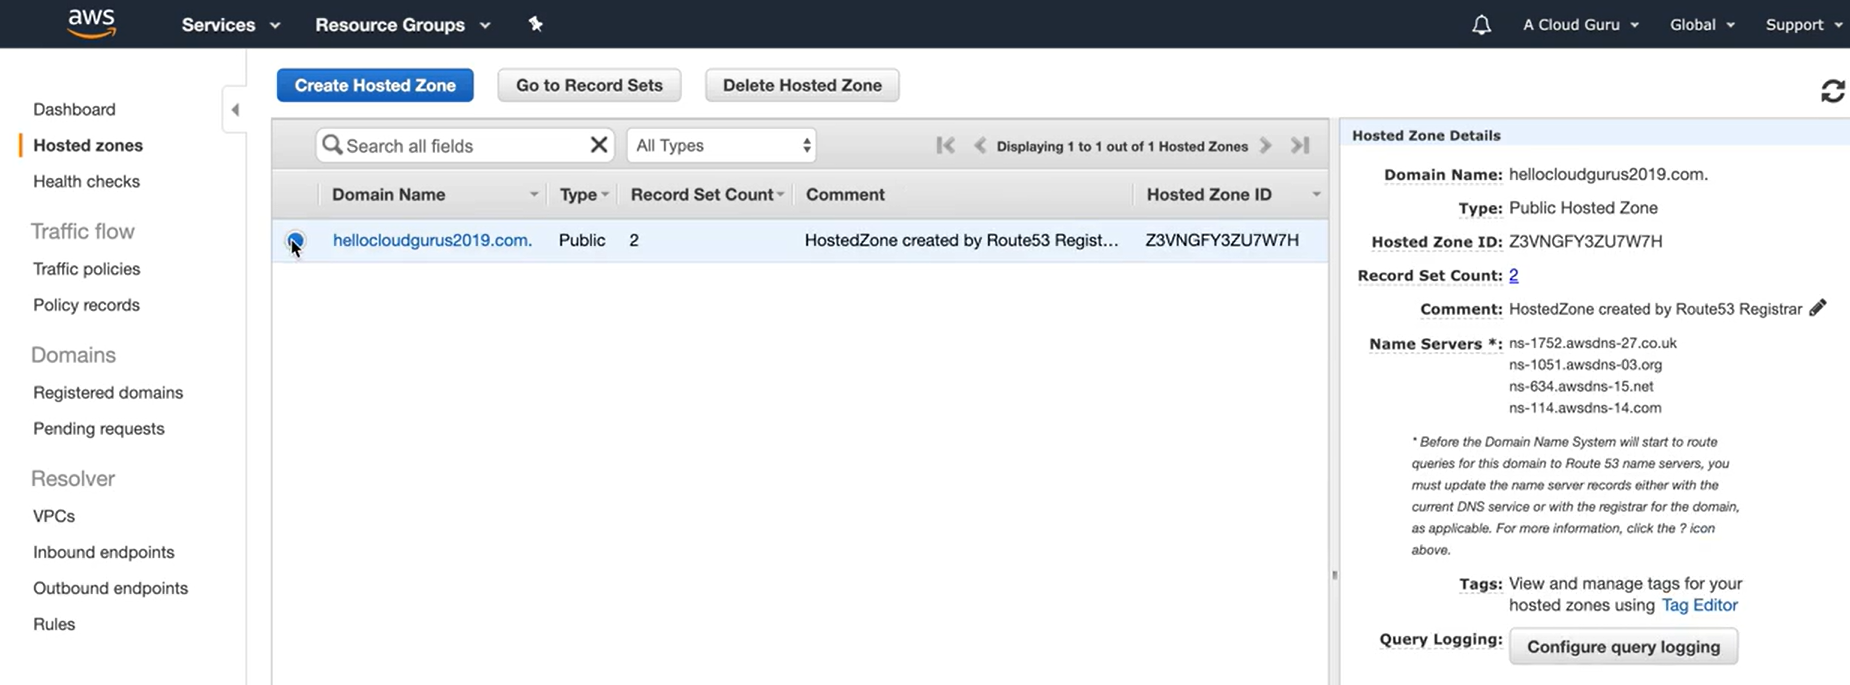 aws Services Resource Groups A Cloud Guru Global Support
Dashboard
Hosted zones
Health checks
Traffic flow
Traffic policies
Policy records
Domains
Registered domains
Pending requests
Resolver
VPCs
Inbound endpoints
Outbound endpoints
Rules
Create Hosted Zone Go to Record Sets Delete Hosted Zone
Search all fields All Types Displaying 1 to 1 out of 1 Hosted Zones
Domain Name Type Record Set Count Comment Hosted Zone ID
hellocloudgurus2019.com. Public 2 HostedZone created by Route53 Regist... Z3VNGFY3ZU7W7H
Hosted Zone Details
Domain Name: hellocloudgurus2019.com.
Type: Public Hosted Zone
Hosted Zone ID: Z3VNGFY3ZU7W7H
Record Set Count: 2
Comment: HostedZone created by Route53 Registrar
Name Servers *: ns-1752.awsdns-27.co.uk
ns-1051.awsdns-03.org
ns-634.awsdns-15.net
ns-114.awsdns-14.com
* Before the Domain Name System will start to route
queries for this domain to Route 53 name servers, you
must update the name server records either with the
current DNS service or with the registrar for the domain,
as applicable. For more information, click the ? icon
above.
Tags: View and manage tags for your
hosted zones using Tag Editor
Query Logging: Configure query logging